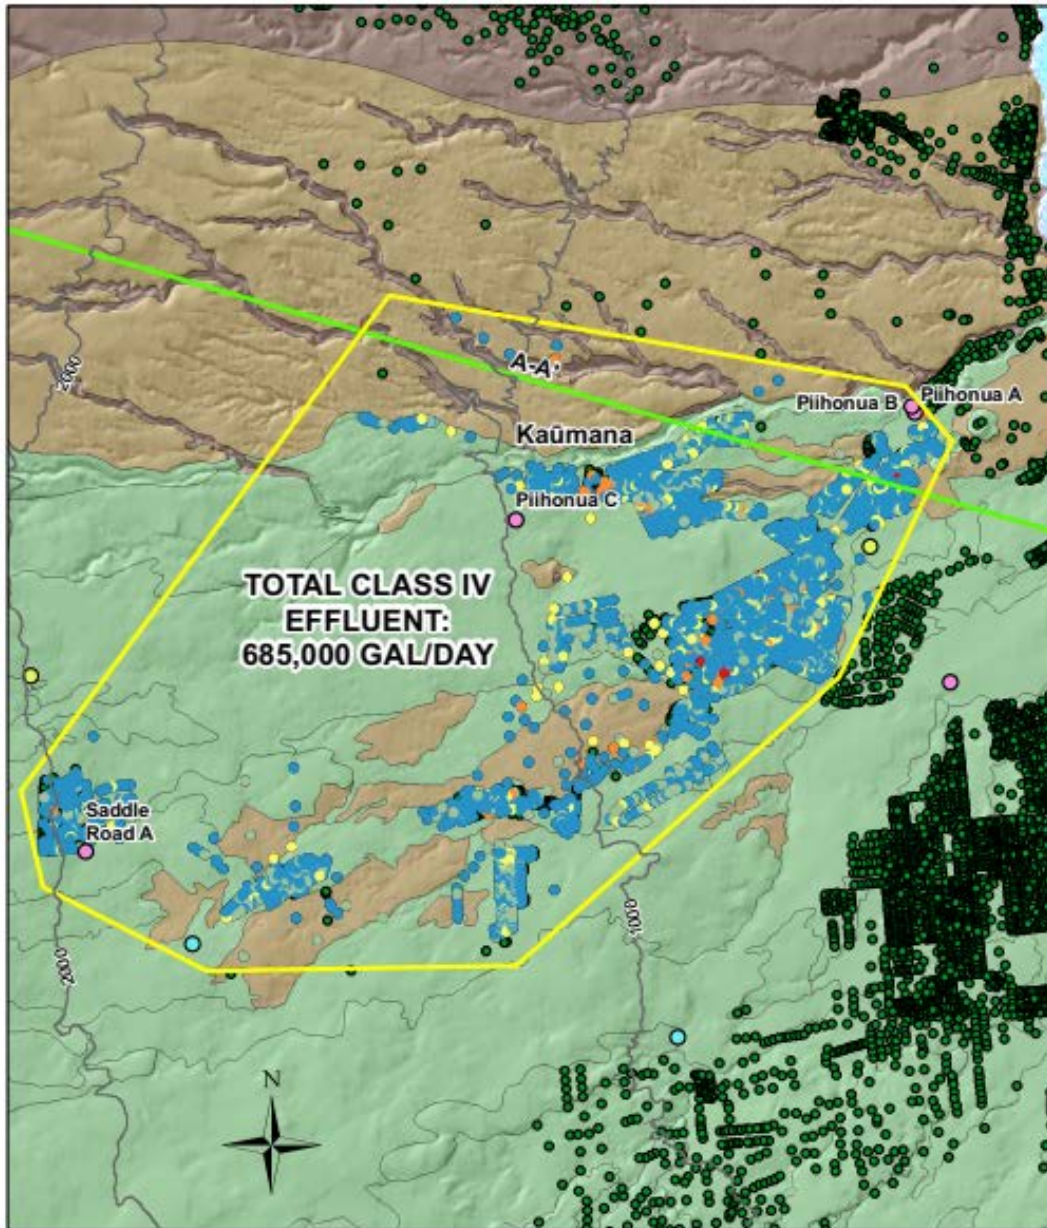 2000
A-A'
Piihonua B
Piihonua A
Kaūmana
Piihonua C
TOTAL CLASS IV
EFFLUENT:
685,000 GAL/DAY
Saddle
Road A
1000
2000
N